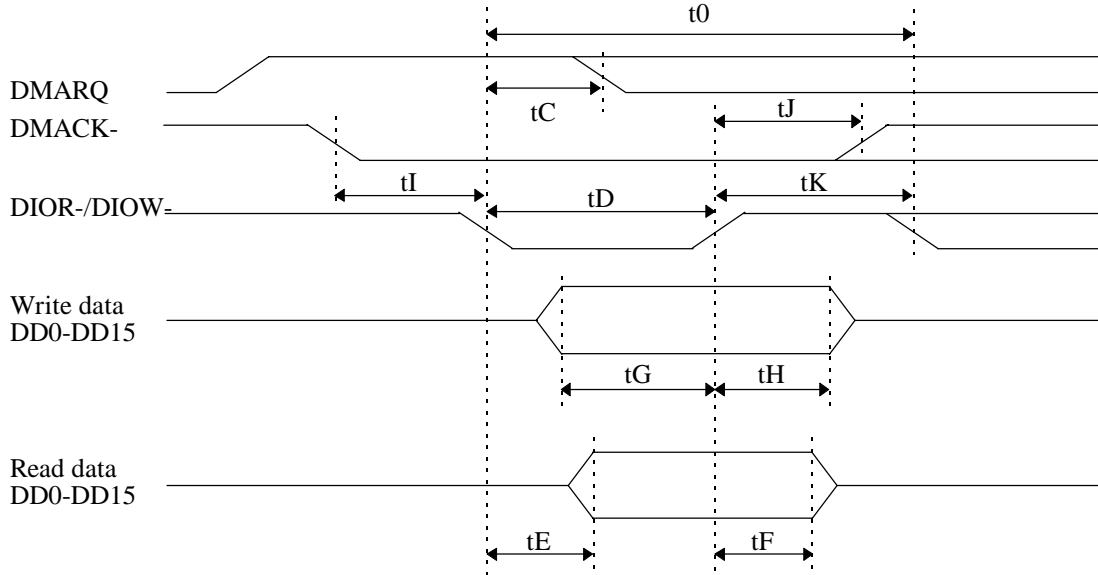 t0
DMARQ
tC
tJ
DMACK-
tI
tK
tD
DIOR-/DIOW-
Write data
DD0-DD15
tG
tH
Read data
DD0-DD15
tE
tF